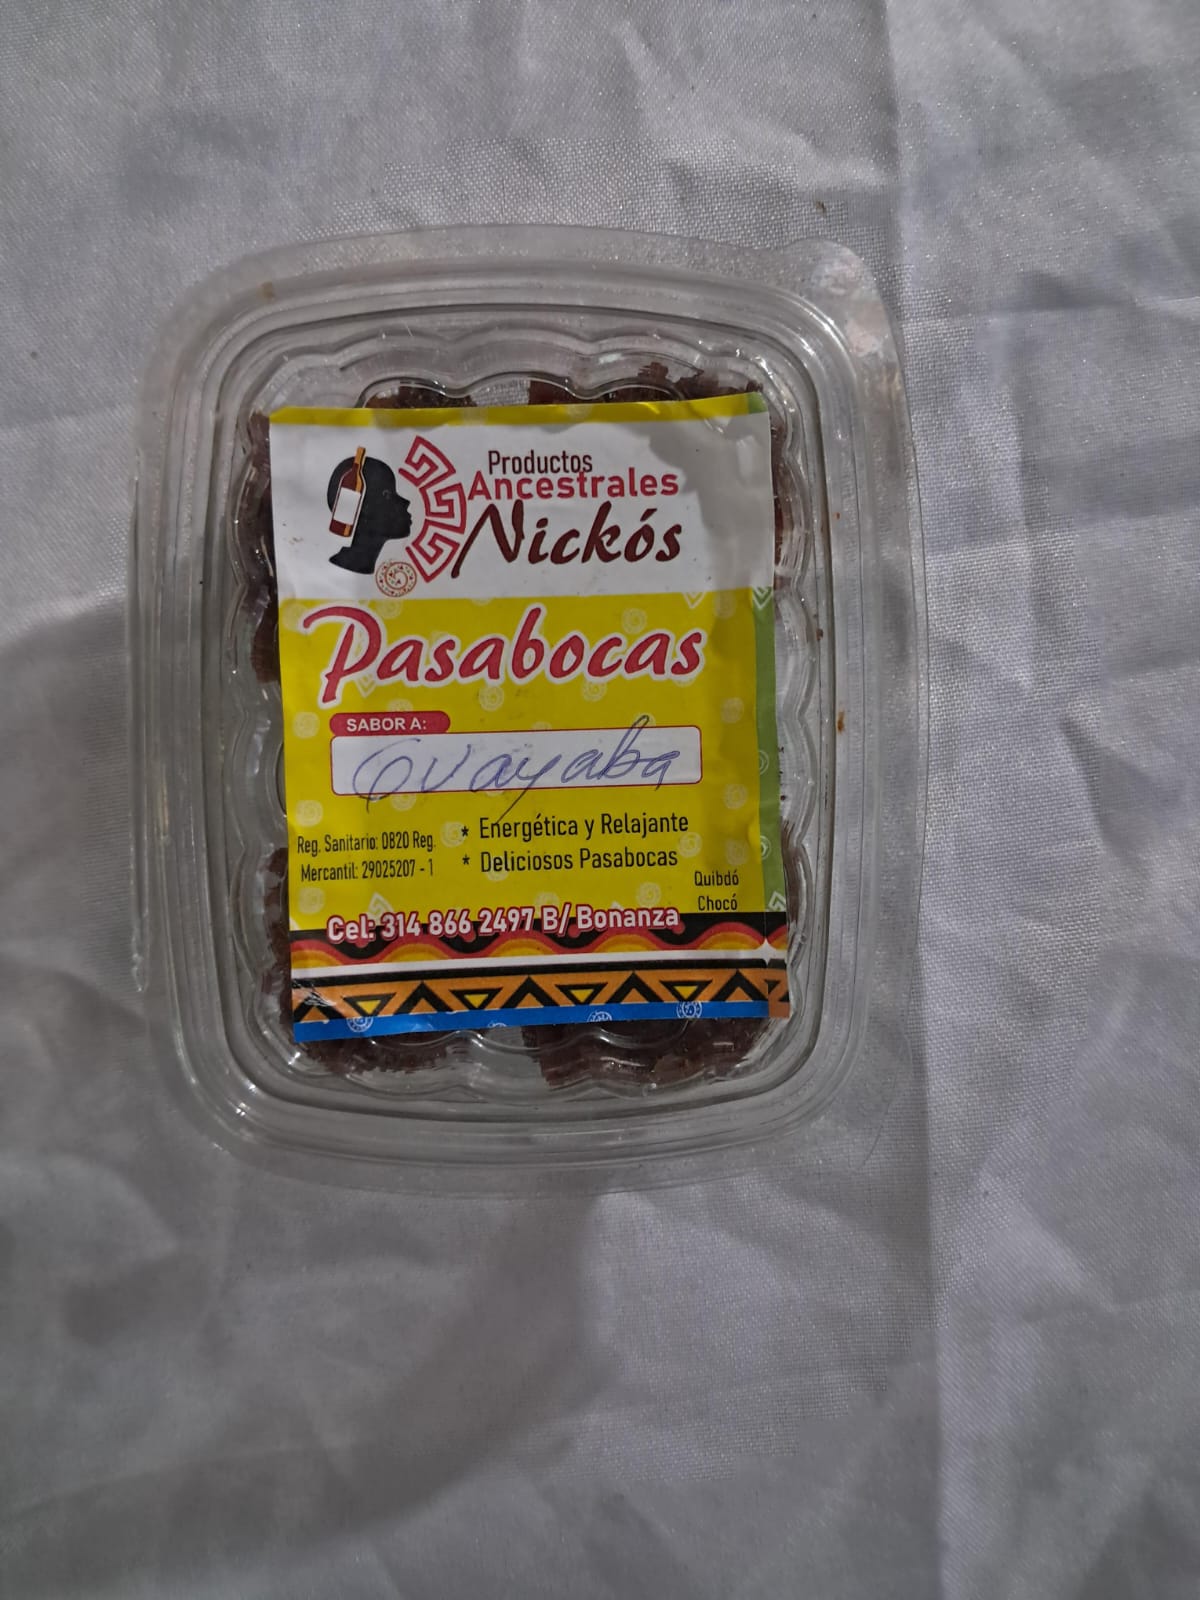 Productos
Ancestrales
Nickós
Pasabocas
SABOR A:
Guayaba
Reg. Sanitario: 0820 Reg.
Mercantil: 29025207 - 1
* Energética y Relajante
* Deliciosos Pasabocas
Quibdó
Chocó
Cel: 314 866 2497 B/ Bonanza